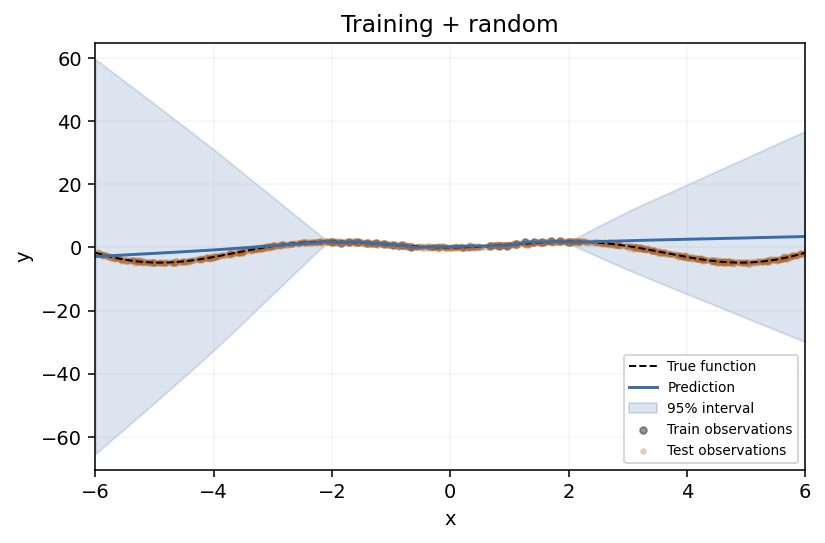 Training + random
60
40
20
0
−20
−40
−60
y
−6
−4
−2
0
2
4
6
x
True function
Prediction
95% interval
Train observations
Test observations